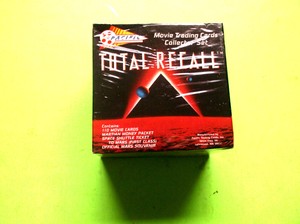 PACIFIC
Movie Trading Cards
Collector Set
TOTAL RECALL
Contains:
110 MOVIE CARDS
MARTIAN MONEY PACKET
SPACE SHUTTLE TICKET
TO MARS (FIRST CLASS)
OFFICIAL MARS SOUVENIR